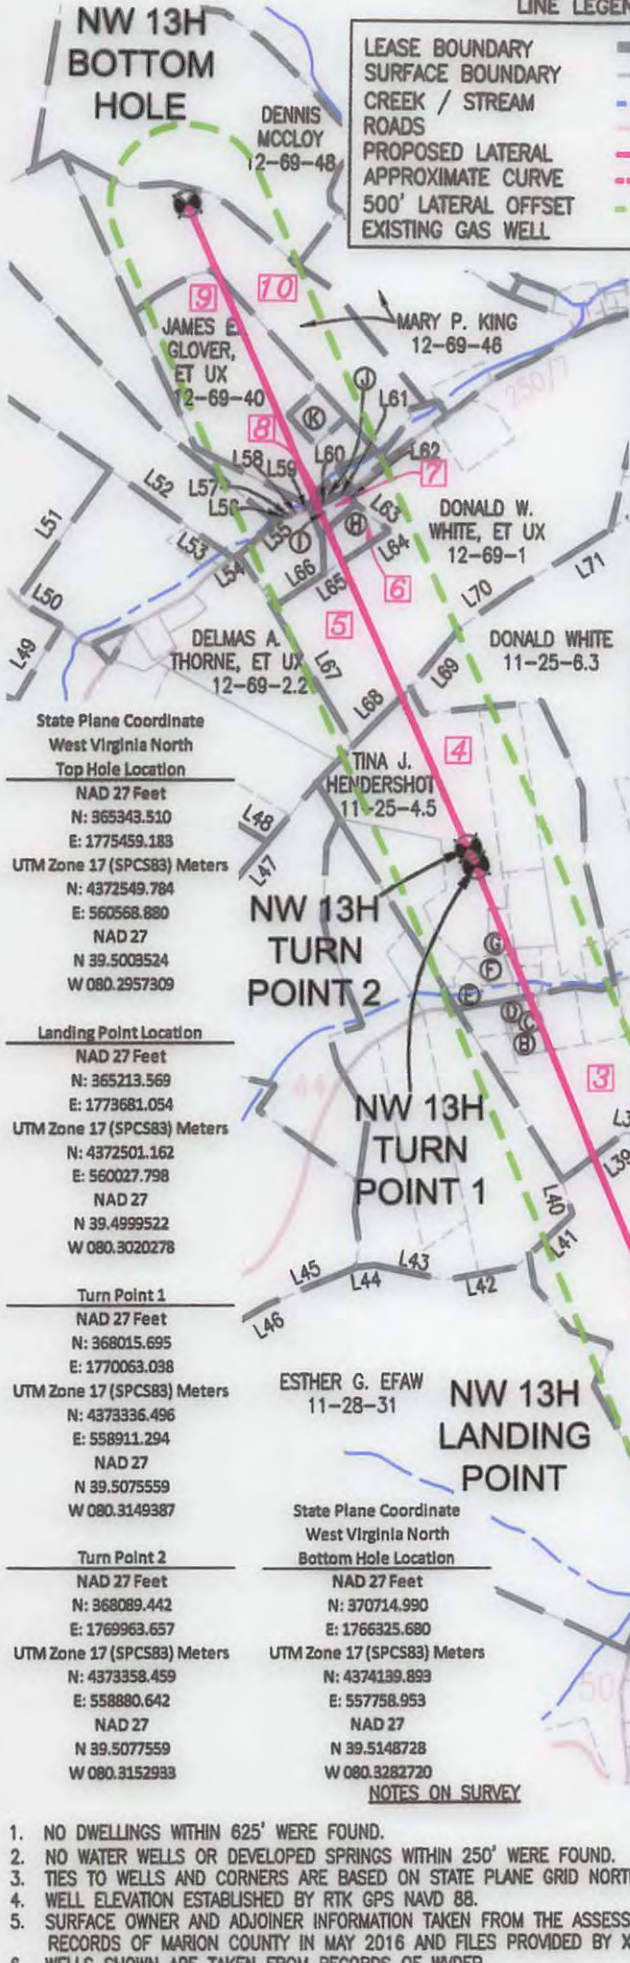 NW 13H
BOTTOM
HOLE
LEASE BOUNDARY
SURFACE BOUNDARY
CREEK / STREAM
ROADS
PROPOSED LATERAL
APPROXIMATE CURVE
500' LATERAL OFFSET
EXISTING GAS WELL
DENNIS
MCCLOY
12-69-48
9
10
JAMES E.
GLOVER,
ET UX
12-69-40
MARY P. KING
12-69-46
250/7
J
L61
K
8
L60
L62
L58
L59
7
L57
L56
L52
L51
L53
L55
I
H
L63
L64
DONALD W.
WHITE, ET UX
12-69-1
L54
L66
L65
6
L71
L70
L50
L49
5
DELMAS A.
THORNE, ET UX
12-69-2.2
L67
L69
DONALD WHITE
11-25-6.3
L68
4
TINA J.
HENDERSHOT
11-25-4.5
L48
L47
State Plane Coordinate
West Virginia North
Top Hole Location
NAD 27 Feet
N: 365343.510
E: 1775459.183
UTM Zone 17 (SPCS83) Meters
N: 4372549.784
E: 560568.880
NAD 27
N 39.5003524
W 080.2957309
NW 13H
TURN
POINT 2
G
F
E
D
C
B
3
Landing Point Location
NAD 27 Feet
N: 365213.569
E: 1773681.054
UTM Zone 17 (SPCS83) Meters
N: 4372501.162
E: 560027.798
NAD 27
N 39.4999522
W 080.3020278
NW 13H
TURN
POINT 1
L39
L40
L41
L42
L43
L44
L45
L46
Turn Point 1
NAD 27 Feet
N: 368015.695
E: 1770063.038
UTM Zone 17 (SPCS83) Meters
N: 4373336.496
E: 558911.294
NAD 27
N 39.5075559
W 080.3149387
ESTHER G. EFAW
11-28-31
NW 13H
LANDING
POINT
Turn Point 2
NAD 27 Feet
N: 368089.442
E: 1769963.657
UTM Zone 17 (SPCS83) Meters
N: 4373358.459
E: 558880.642
NAD 27
N 39.5077559
W 080.3152933
State Plane Coordinate
West Virginia North
Bottom Hole Location
NAD 27 Feet
N: 370714.990
E: 1766325.680
UTM Zone 17 (SPCS83) Meters
N: 4374139.893
E: 557758.953
NAD 27
N 39.5148728
W 080.3282720
50
NOTES ON SURVEY
1. NO DWELLINGS WITHIN 625' WERE FOUND.
2. NO WATER WELLS OR DEVELOPED SPRINGS WITHIN 250' WERE FOUND.
3. TIES TO WELLS AND CORNERS ARE BASED ON STATE PLANE GRID NORT
4. WELL ELEVATION ESTABLISHED BY RTK GPS NAVD 88.
5. SURFACE OWNER AND ADJOINER INFORMATION TAKEN FROM THE ASSESS
RECORDS OF MARION COUNTY IN MAY 2016 AND FILES PROVIDED BY X